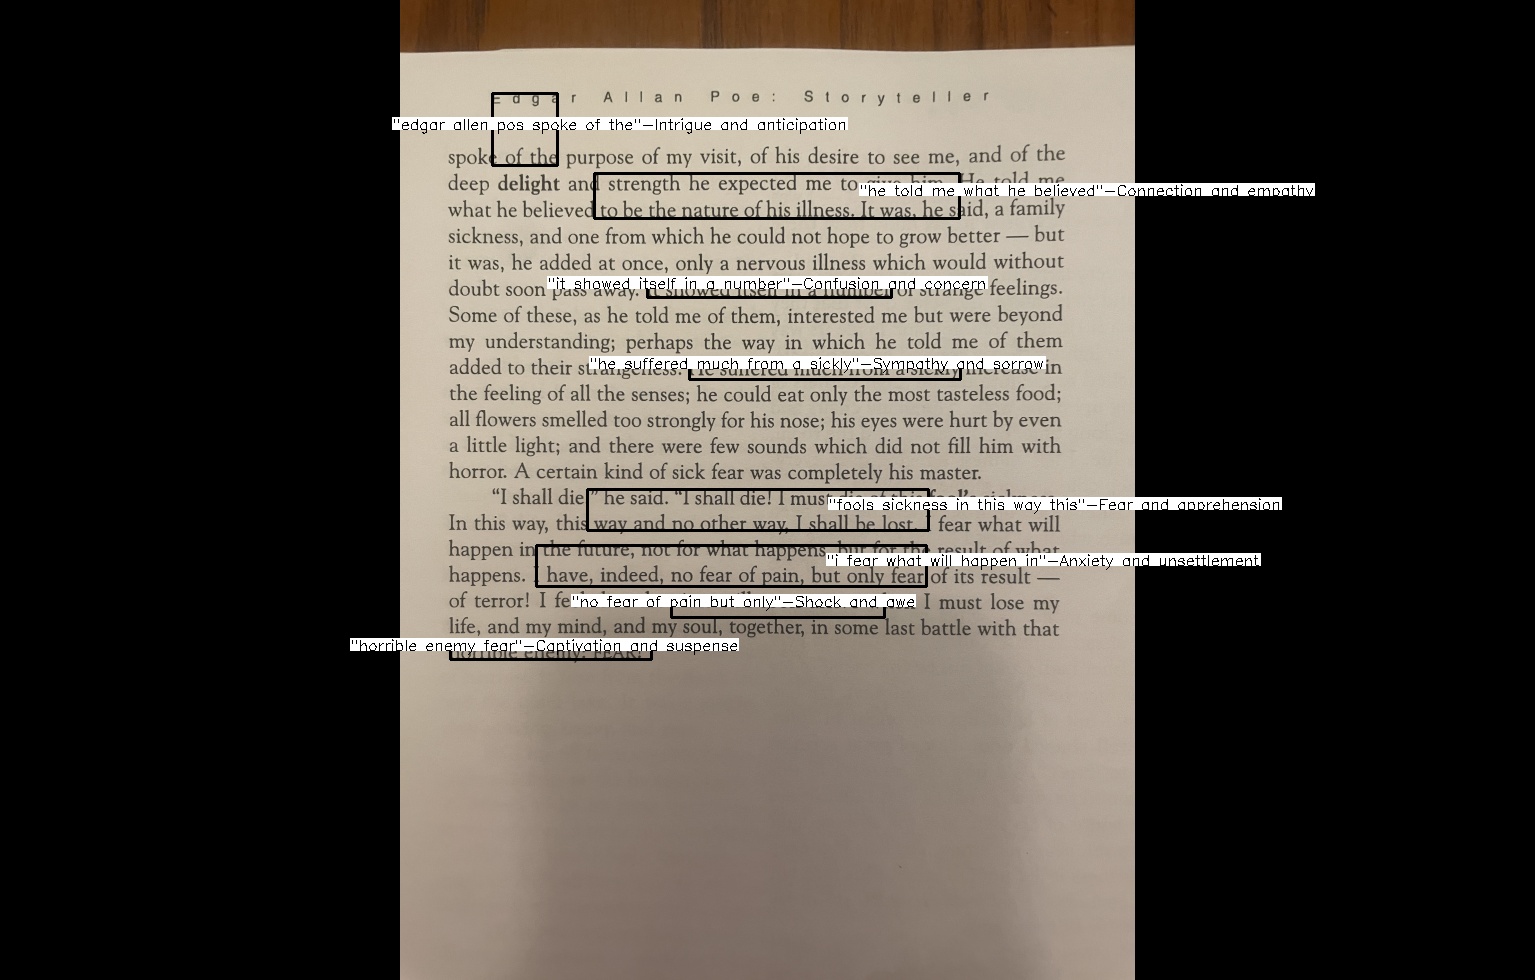 Edgar Allan Poe: Storyteller
"edgar allen pos spoke of the"—Intrigue and anticipation
spoke of the purpose of my visit, of his desire to see me, and of the
deep delight and strength he expected me to give him. He told me
"he told me what he believed"—Connection and empathy
what he believed to be the nature of his illness. It was, he said, a family
sickness, and one from which he could not hope to grow better — but
it was, he added at once, only a nervous illness which would without
"it showed itself in a number"—Confusion and concern
doubt soon pass away. It showed itself in a number of strange feelings.
Some of these, as he told me of them, interested me but were beyond
my understanding; perhaps the way in which he told me of them
"he suffered much from a sickly"—Sympathy and sorrow
added to their strangeness. He suffered much from a sickly increase in
the feeling of all the senses; he could eat only the most tasteless food;
all flowers smelled too strongly for his nose; his eyes were hurt by even
a little light; and there were few sounds which did not fill him with
horror. A certain kind of sick fear was completely his master.
"I shall die," he said. "I shall die! I must die of this fool's sickness.
"fools sickness in this way this"—Fear and apprehension
In this way, this way and no other way, I shall be lost. I fear what will
happen in the future, not for what happens, but for the result of what
"i fear what will happen in"—Anxiety and unsettlement
happens. I have, indeed, no fear of pain, but only fear of its result —
"no fear of pain but only"—Shock and awe
of terror! I I must lose my
life, and my mind, and my soul, together, in some last battle with that
"horrible enemy fear"—Captivation and suspense
horrible enemy: FEAR!